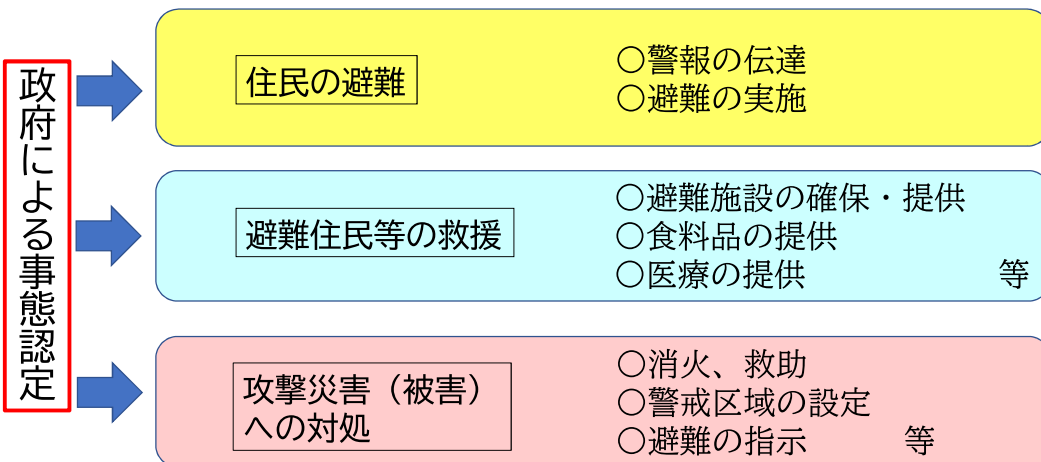 政府による事態認定
住民の避難
○警報の伝達
○避難の実施
避難住民等の救援
○避難施設の確保・提供
○食料品の提供
○医療の提供 等
攻撃災害（被害）
への対処
○消火、救助
○警戒区域の設定
○避難の指示 等